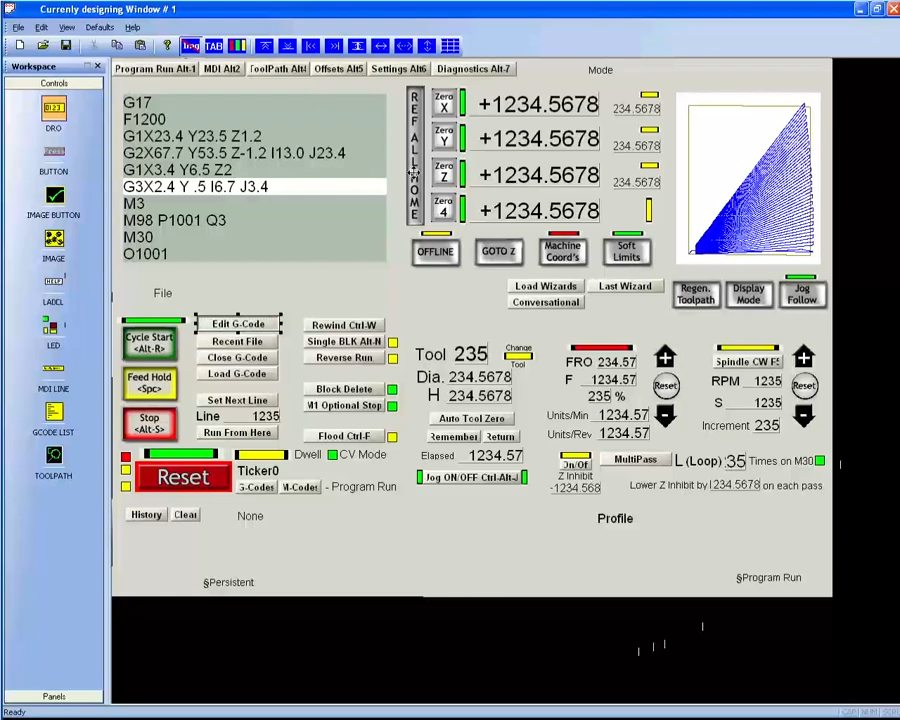 Currenly designing Window # 1
File Edit View Defaults Help
TAB
Workspace
Controls
DRO
BUTTON
IMAGE BUTTON
IMAGE
LABEL
LED
MDI LINE
GCODE LIST
TOOLPATH
Panels
Ready
Program Run Alt-1 MDI Alt2 ToolPath Alt4 Offsets Alt5 Settings Alt6 Diagnostics Alt-7
Mode
G17
F1200
G1X23.4 Y23.5 Z1.2
G2X67.7 Y53.5 Z-1.2 I13.0 J23.4
G1X3.4 Y6.5 Z2
G3X2.4 Y .5 I6.7 J3.4
M3
M98 P1001 Q3
M30
O1001
REF ALL HOME
Zero X +1234.5678 234.5678
Zero Y +1234.5678 234.5678
Zero Z +1234.5678 234.5678
Zero 4 +1234.5678
OFFLINE GOTO Z Machine Coord's Soft Limits
File
Load Wizards Last Wizard
Conversational
Regen. Toolpath Display Mode Jog Follow
Cycle Start <Alt-R>
Feed Hold <Spc>
Stop <Alt-S>
Edit G-Code
Recent File
Close G-Code
Load G-Code
Set Next Line
Line 1235
Run From Here
Rewind Ctrl-W
Single BLK Alt-N
Reverse Run
Block Delete
M1 Optional Stop
Flood Ctrl-F
Dwell CV Mode
Reset
Ticker0
G-Codes M-Codes - Program Run
History Clear None
Tool 235 Change Tool
Dia. 234.5678
H 234.5678
Auto Tool Zero
Remember Return
Elapsed 1234.57
Jog ON/OFF Ctrl-Alt-J
FRO 234.57
F 1234.57
235 %
Units/Min 1234.57
Units/Rev 1234.57
Reset
Spindle CW F5
RPM 1235
S 1235
Increment 235
Reset
On/Off
Z Inhibit
-1234.568
MultiPass L (Loop) :35 Times on M30
Lower Z Inhibit by 1234.5678 on each pass
Profile
§Persistent
§Program Run
CAP NUM SCRL